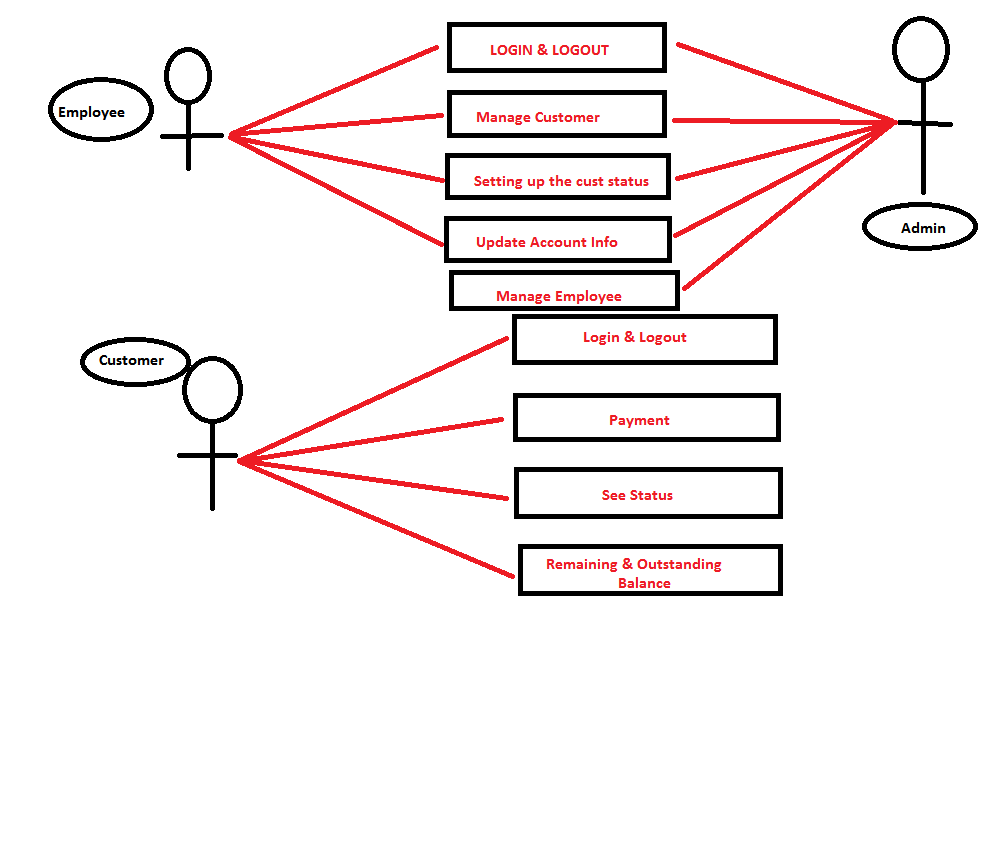 LOGIN & LOGOUT
Employee
Manage Customer
Setting up the cust status
Admin
Update Account Info
Manage Employee
Login & Logout
Customer
Payment
See Status
Remaining & Outstanding
Balance